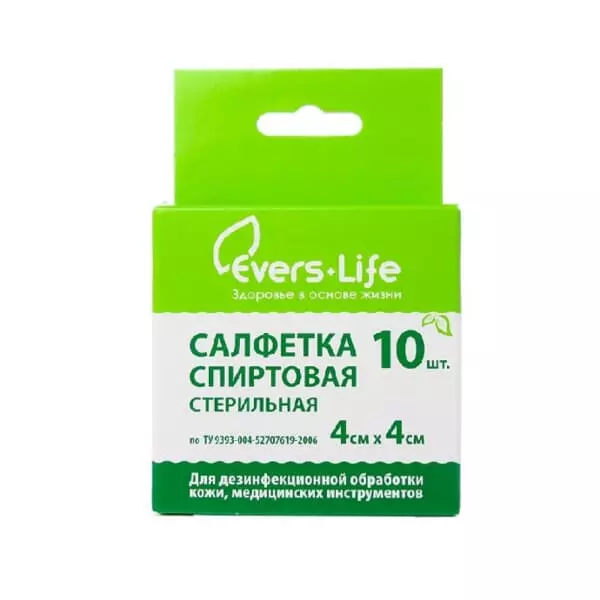 Evers+Life
Здоровье в основе жизни
САЛФЕТКА 10 шт.
СПИРТОВАЯ
СТЕРИЛЬНАЯ
по ТУ 9393-004-52707619-2006 4см х 4см
Для дезинфекционной обработки
кожи, медицинских инструментов